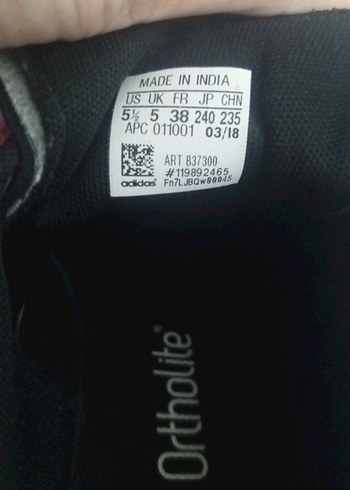 MADE IN INDIA
US UK FR JP CHN
5½ 5 38 240 235
APC 011001 03/18
ART B37300
#119892465
adidas Fn7LJBQw00045
Ortholite